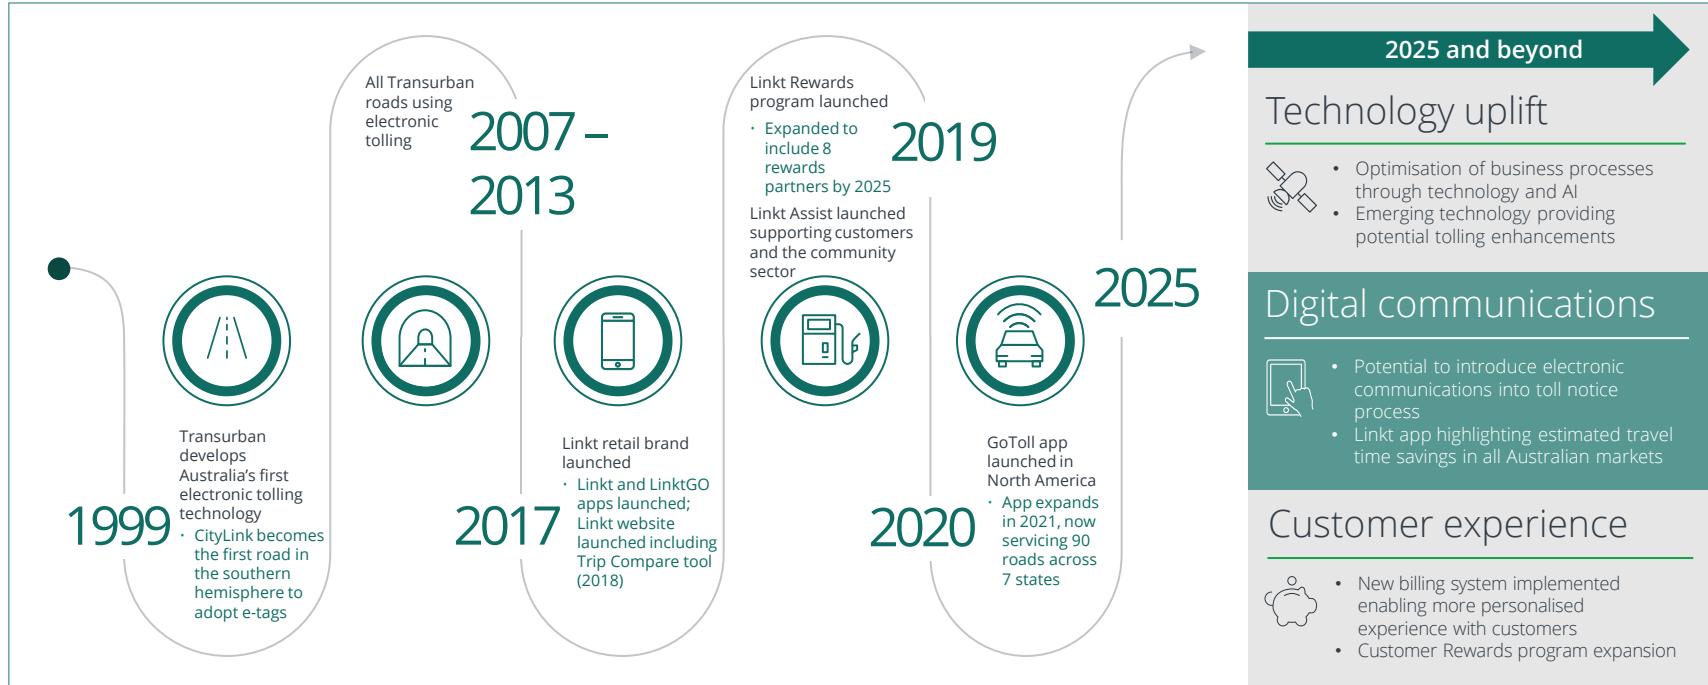 All Transurban
roads using
electronic
tolling
2007 –
2013
Linkt Rewards
program launched
• Expanded to
include 8
rewards
partners by 2025
Linkt Assist launched
supporting customers
and the community
sector
2019
2025
1999
Transurban
develops
Australia’s first
electronic tolling
technology
• CityLink becomes
the first road in
the southern
hemisphere to
adopt e-tags
2017
Linkt retail brand
launched
• Linkt and LinktGO
apps launched;
Linkt website
launched including
Trip Compare tool
(2018)
2020
GoToll app
launched in
North America
• App expands
in 2021, now
servicing 90
roads across
7 states
2025 and beyond
Technology uplift
• Optimisation of business processes
through technology and AI
• Emerging technology providing
potential tolling enhancements
Digital communications
• Potential to introduce electronic
communications into toll notice
process
• Linkt app highlighting estimated travel
time savings in all Australian markets
Customer experience
• New billing system implemented
enabling more personalised
experience with customers
• Customer Rewards program expansion